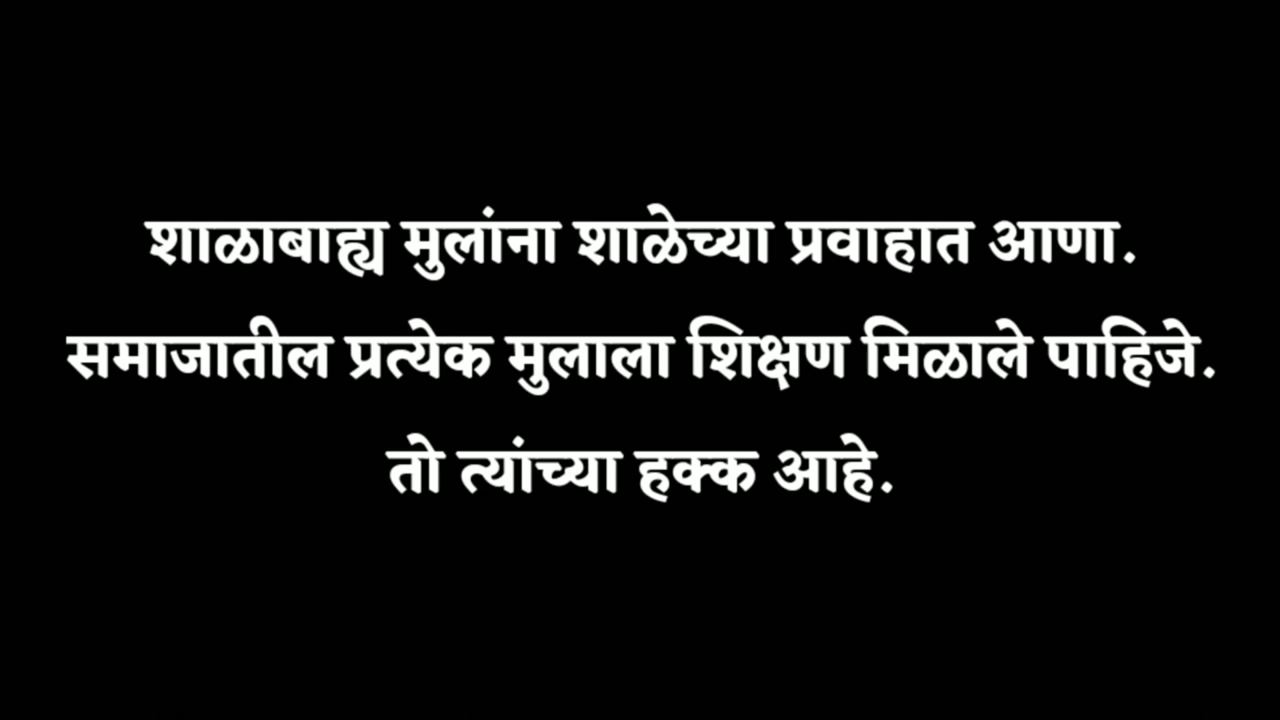 शाळाबाह्य मुलांना शाळेच्या प्रवाहात आणा.
समाजातील प्रत्येक मुलाला शिक्षण मिळाले पाहिजे.
तो त्यांच्या हक्क आहे.